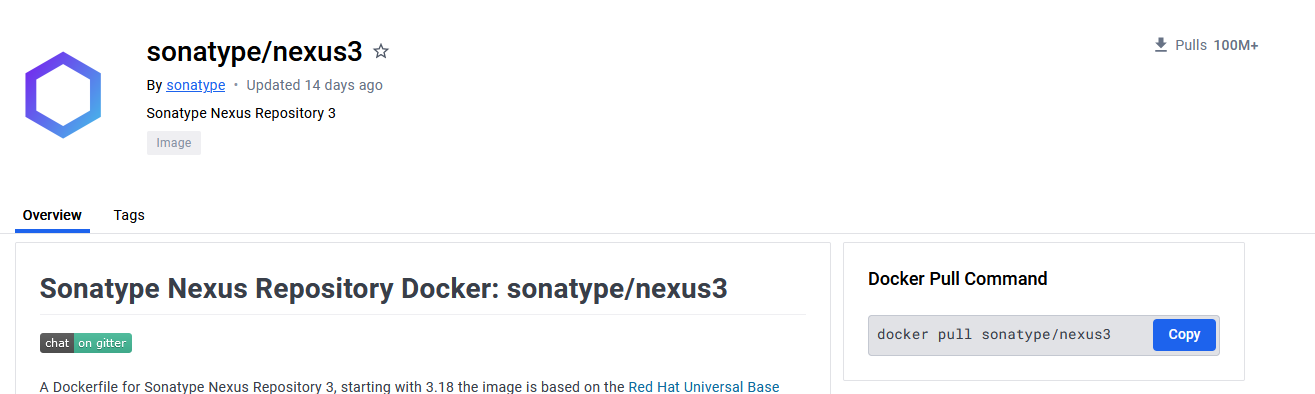 sonatype/nexus3
Pulls 100M+
By sonatype • Updated 14 days ago
Sonatype Nexus Repository 3
Image
Overview Tags
Sonatype Nexus Repository Docker: sonatype/nexus3
chat on gitter
A Dockerfile for Sonatype Nexus Repository 3, starting with 3.18 the image is based on the Red Hat Universal Base
Docker Pull Command
docker pull sonatype/nexus3 Copy